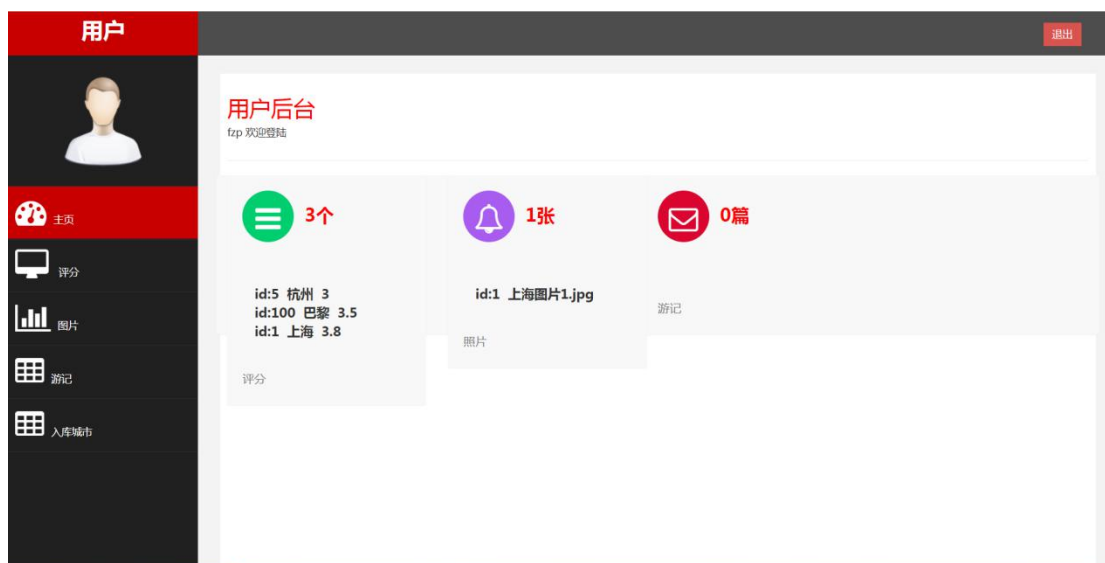 用户
退出
用户后台
fzp 欢迎登陆
主页
评分
图片
游记
入库城市
3个
id:5 杭州 3
id:100 巴黎 3.5
id:1 上海 3.8
评分
1张
id:1 上海图片1.jpg
照片
0篇
游记